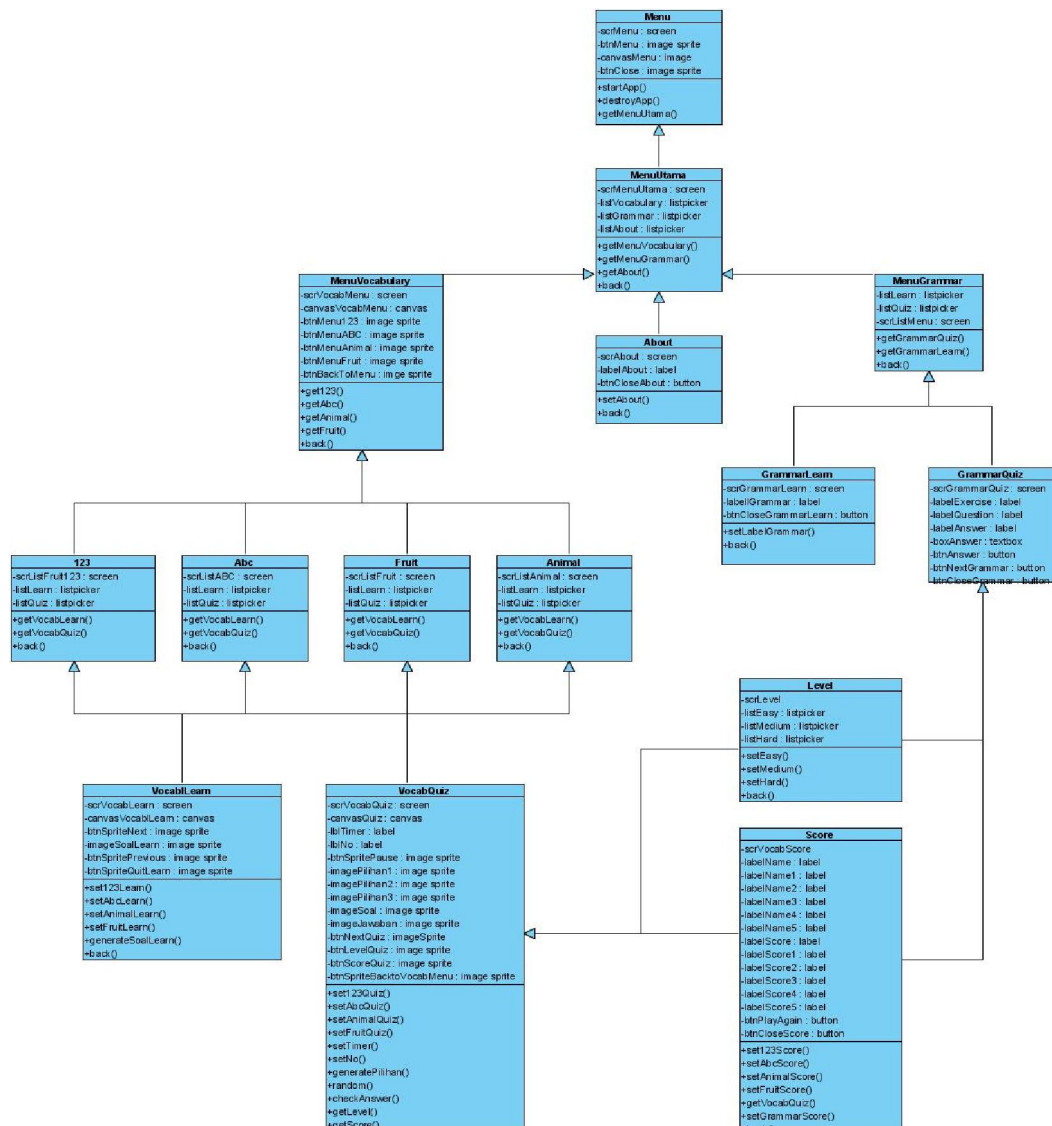 Menu
-scrMenu : screen
-btnMenu : image sprite
-canvasMenu : image
-btnClose : image sprite
+startApp()
+destroyApp()
+getMenuUtama()
MenuUtama
-scrMenuUtama : screen
-listVocabulary : listpicker
-listGrammar : listpicker
-listAbout : listpicker
+getMenuVocabulary()
+getMenuGrammar()
+getAbout()
+back()
MenuVocabulary
-scrVocabMenu : screen
-canvasVocabMenu : canvas
-btnMenu123 : image sprite
-btnMenuABC : image sprite
-btnMenuAnimal : image sprite
-btnMenuFruit : image sprite
-btnBackToMenu : imge sprite
+get123()
+getAbc()
+getAnimal()
+getFruit()
+back()
About
-scrAbout : screen
-labelAbout : label
-btnCloseAbout : button
+setAbout()
+back()
MenuGrammar
-listLearn : listpicker
-listQuiz : listpicker
-scrListMenu : screen
+getGrammarQuiz()
+getGrammarLearn()
+back()
GrammarLearn
-scrGrammarLearn : screen
-labellGrammar : label
-btnCloseGrammarLearn : button
+setLabelGrammar()
+back()
GrammarQuiz
-scrGrammarQuiz : screen
-labelExercise : label
-labelQuestion : label
-labelAnswer : label
-boxAnswer : textbox
-btnAnswer : button
-btnNextGrammar : button
-btnCloseGrammar : button
123
-scrListFruit123 : screen
-listLearn : listpicker
-listQuiz : listpicker
+getVocabLearn()
+getVocabQuiz()
+back()
Abc
-scrListABC : screen
-listLearn : listpicker
-listQuiz : listpicker
+getVocabLearn()
+getVocabQuiz()
+back()
Fruit
-scrListFruit : screen
-listLearn : listpicker
-listQuiz : listpicker
+getVocabLearn()
+getVocabQuiz()
+back()
Animal
-scrListAnimal : screen
-listLearn : listpicker
-listQuiz : listpicker
+getVocabLearn()
+getVocabQuiz()
+back()
Level
-scrLevel
-listEasy : listpicker
-listMedium : listpicker
-listHard : listpicker
+setEasy()
+setMedium()
+setHard()
+back()
VocablLearn
-scrVocabLearn : screen
-canvasVocablLearn : canvas
-btnSpriteNext : image sprite
-imageSoalLearn : image sprite
-btnSpritePrevious : image sprite
-btnSpriteQuitLearn : image sprite
+set123Learn()
+setAbcLearn()
+setAnimalLearn()
+setFruitLearn()
+generateSoalLearn()
+back()
VocabQuiz
-scrVocabQuiz : screen
-canvasQuiz : canvas
-lblTimer : label
-lblNo : label
-btnSpritePause : image sprite
-imagePilihan1 : image sprite
-imagePilihan2 : image sprite
-imagePilihan3 : image sprite
-imageSoal : image sprite
-imageJawaban : image sprite
-btnNextQuiz : imageSprite
-btnLevelQuiz : image sprite
-btnScoreQuiz : image sprite
-btnSpriteBacktoVocabMenu : image sprite
+set123Quiz()
+setAbcQuiz()
+setAnimalQuiz()
+setFruitQuiz()
+setTimer()
+setNo()
+generatePilihan()
+random()
+checkAnswer()
+getLevel()
+getScore()
Score
-scrVocabScore
-labelName : label
-labelName1 : label
-labelName2 : label
-labelName3 : label
-labelName4 : label
-labelName5 : label
-labelScore : label
-labelScore1 : label
-labelScore2 : label
-labelScore3 : label
-labelScore4 : label
-labelScore5 : label
-btnPlayAgain : button
-btnCloseScore : button
+set123Score()
+setAbcScore()
+setAnimalScore()
+setFruitScore()
+getVocabQuiz()
+setGrammarScore()